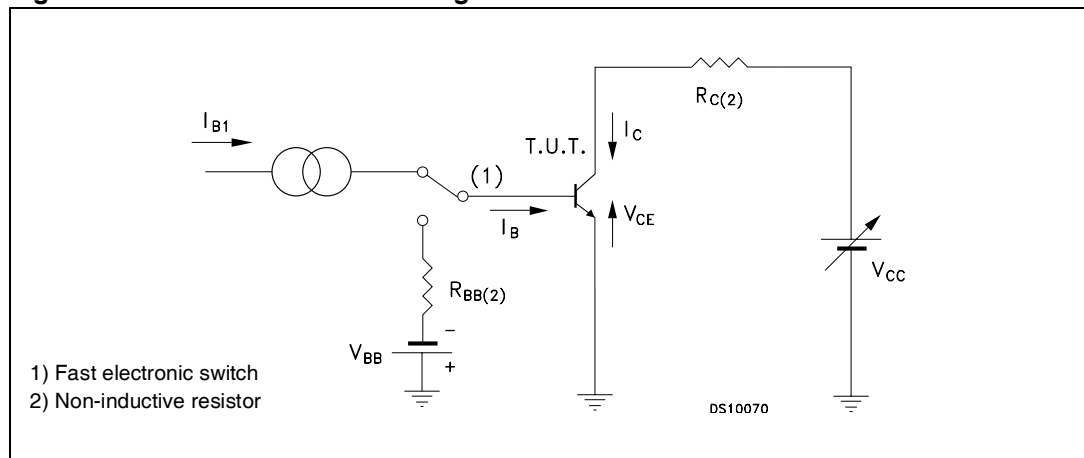 R_C(2)
I_B1
I_C
T.U.T.
(1)
I_B
V_CE
V_CC
R_BB(2)
−
V_BB
+
1) Fast electronic switch
2) Non-inductive resistor
DS10070